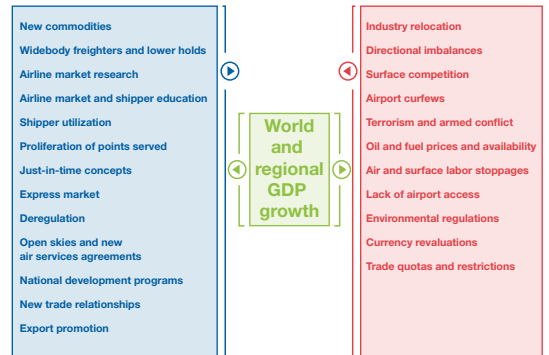 New commodities
Widebody freighters and lower holds
Airline market research
Airline market and shipper education
Shipper utilization
Proliferation of points served
Just-in-time concepts
Express market
Deregulation
Open skies and new
air services agreements
National development programs
New trade relationships
Export promotion
World
and
regional
GDP
growth
Industry relocation
Directional imbalances
Surface competition
Airport curfews
Terrorism and armed conflict
Oil and fuel prices and availability
Air and surface labor stoppages
Lack of airport access
Environmental regulations
Currency revaluations
Trade quotas and restrictions